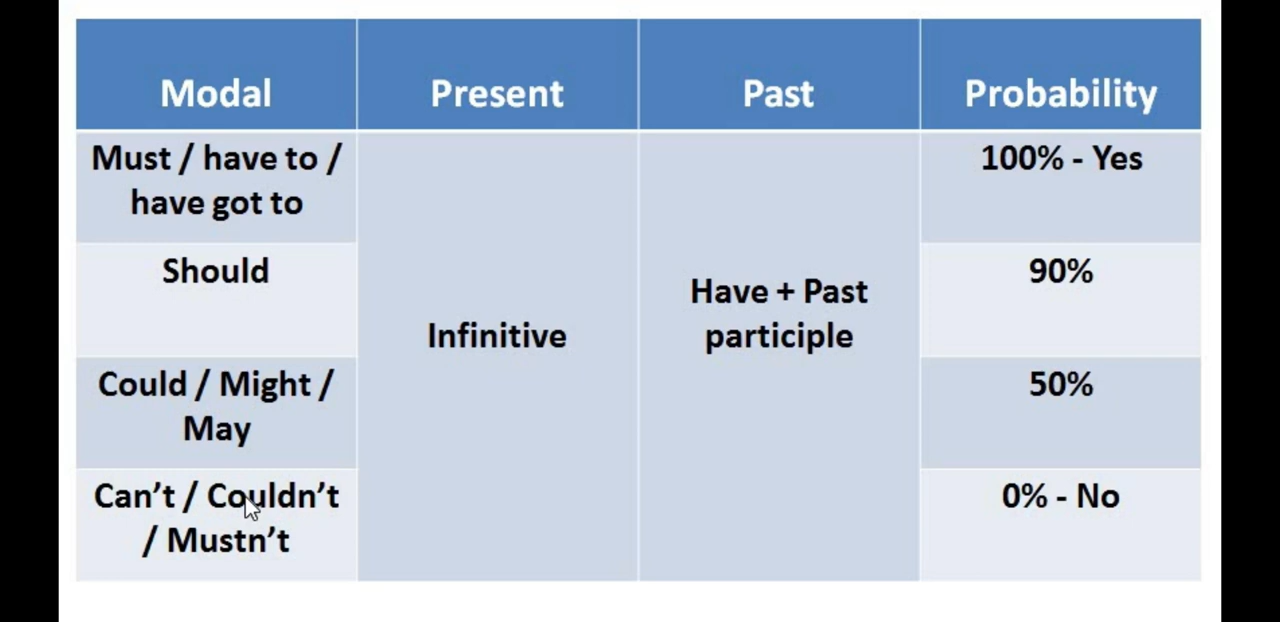 Modal Present Past Probability
Must / have to /
have got to
100% - Yes
Should
90%
Infinitive
Have + Past
participle
Could / Might /
May
50%
Can’t / Couldn’t
/ Mustn’t
0% - No